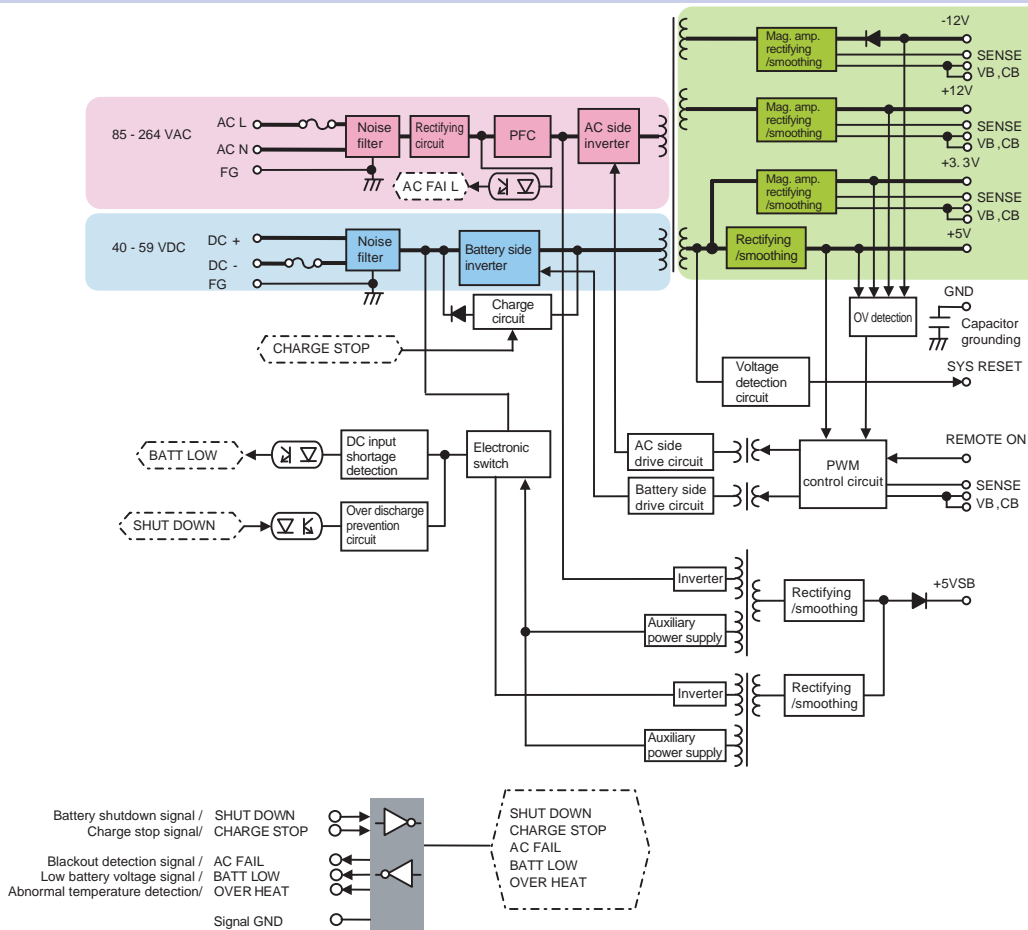 -12V
Mag. amp.
rectifying
/smoothing
SENSE
VB ,CB
+12V
Mag. amp.
rectifying
/smoothing
SENSE
VB, CB
85 - 264 VAC
AC L
AC N
FG
Noise
filter
Rectifying
circuit
PFC
AC side
inverter
AC FAI L
+3.3V
Mag. amp.
rectifying
/smoothing
SENSE
VB, CB
+5V
Rectifying
/smoothing
40 - 59 VDC
DC +
DC -
FG
Noise
filter
Battery side
inverter
Charge
circuit
CHARGE STOP
OV detection
GND
Capacitor
grounding
Voltage
detection
circuit
SYS RESET
BATT LOW
DC input
shortage
detection
Electronic
switch
AC side
drive circuit
Battery side
drive circuit
PWM
control circuit
REMOTE ON
SENSE
VB ,CB
SHUT DOWN
Over discharge
prevention
circuit
Inverter
Rectifying
/smoothing
+5VSB
Auxiliary
power supply
Inverter
Rectifying
/smoothing
Auxiliary
power supply
Battery shutdown signal / SHUT DOWN
Charge stop signal/ CHARGE STOP
Blackout detection signal / AC FAIL
Low battery voltage signal / BATT LOW
Abnormal temperature detection/ OVER HEAT
Signal GND
SHUT DOWN
CHARGE STOP
AC FAIL
BATT LOW
OVER HEAT